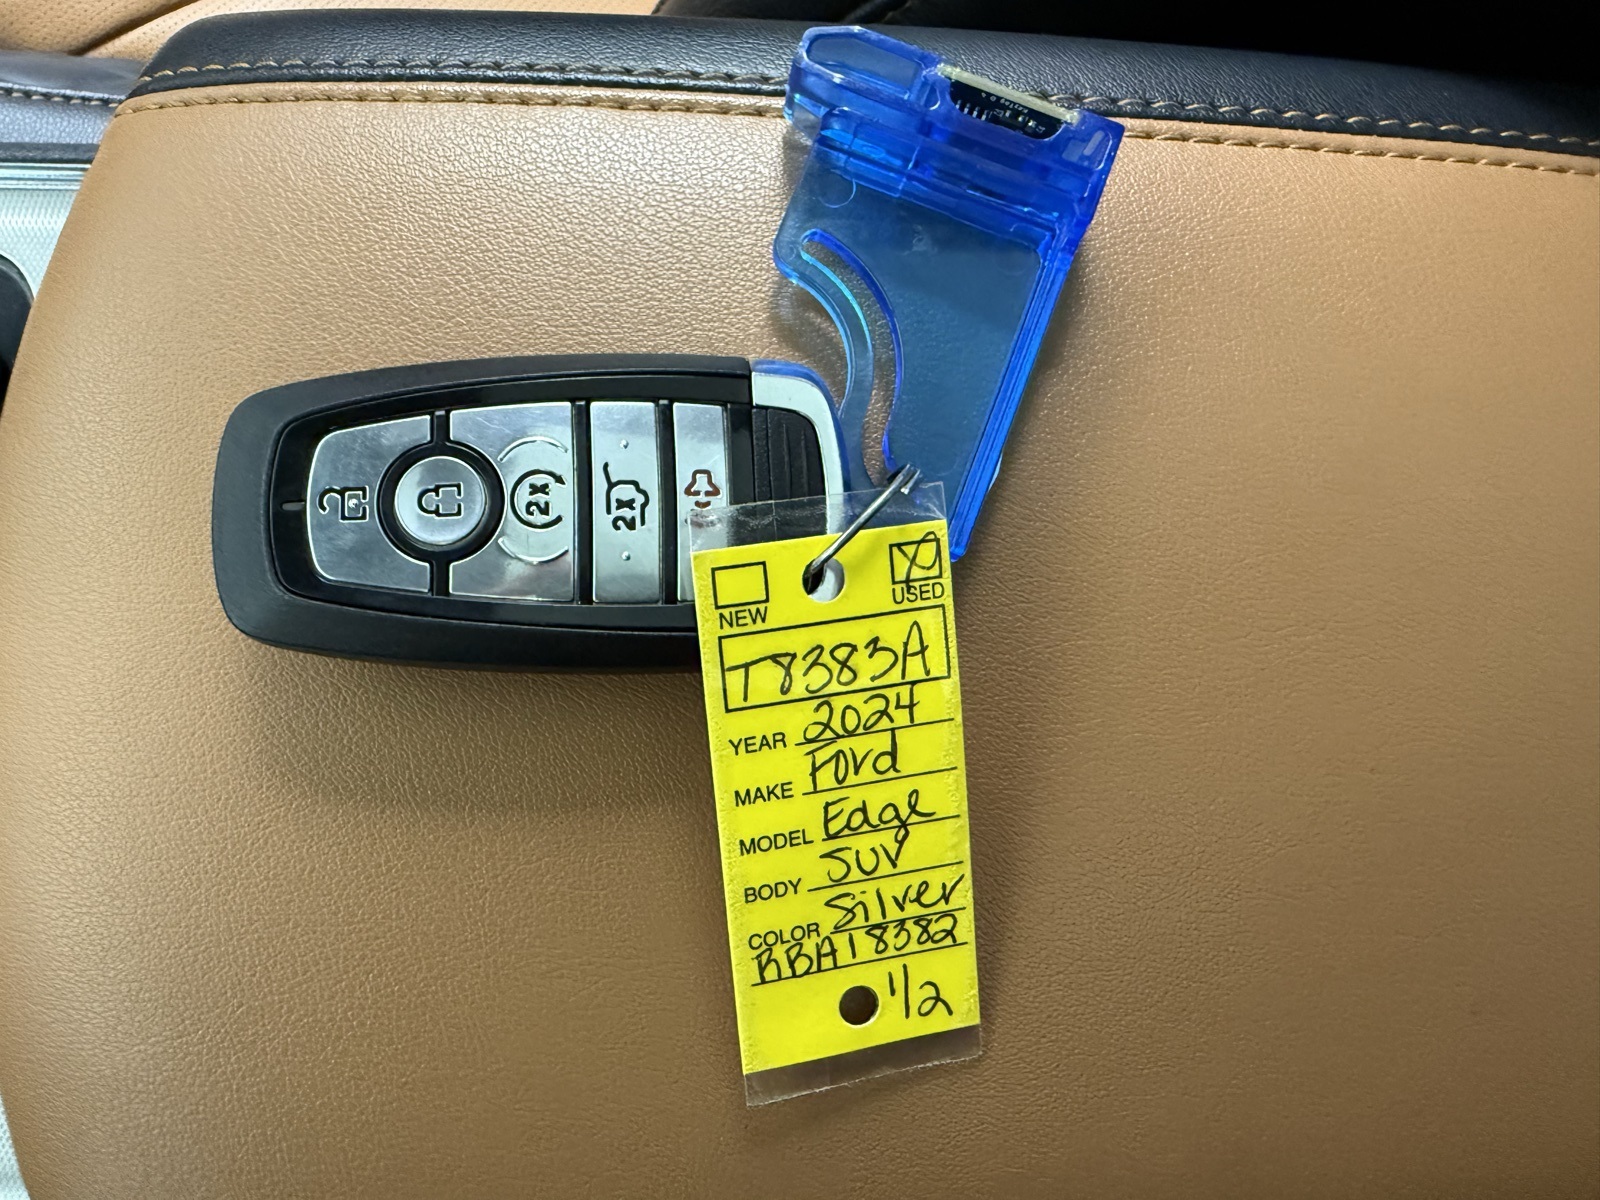 2x
2x
NEW
USED
T8383A
YEAR 2024
MAKE Ford
MODEL Edge
BODY SUV
COLOR Silver
RBA18382
1/2